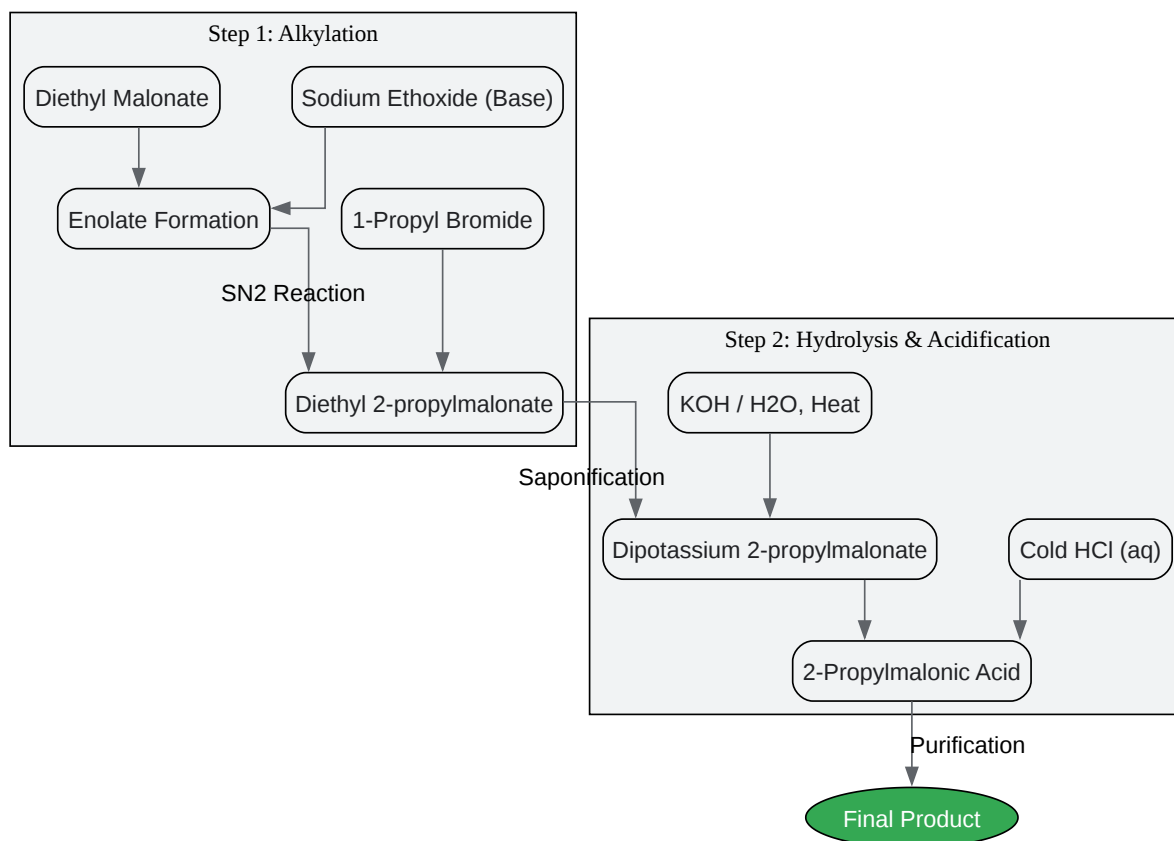 Step 1: Alkylation
Diethyl Malonate
Sodium Ethoxide (Base)
Enolate Formation
1-Propyl Bromide
SN2 Reaction
Diethyl 2-propylmalonate
Step 2: Hydrolysis & Acidification
KOH / H2O, Heat
Saponification
Dipotassium 2-propylmalonate
Cold HCl (aq)
2-Propylmalonic Acid
Purification
Final Product